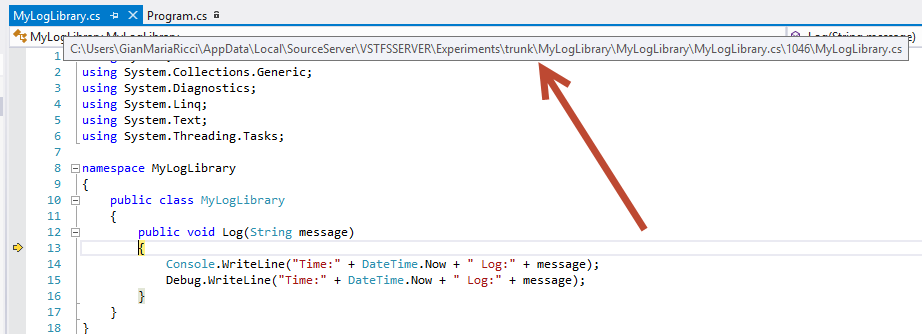 MyLogLibrary.cs Program.cs
MyLogLibrary.MyLogLibrary Log(String message)
C:\Users\GianMariaRicci\AppData\Local\SourceServer\VSTFSSERVER\Experiments\trunk\MyLogLibrary\MyLogLibrary\MyLogLibrary.cs\1046\MyLogLibrary.cs
1
2 using System.Collections.Generic;
3 using System.Diagnostics;
4 using System.Linq;
5 using System.Text;
6 using System.Threading.Tasks;
7
8 namespace MyLogLibrary
9 {
10 public class MyLogLibrary
11 {
12 public void Log(String message)
13 {
14 Console.WriteLine("Time:" + DateTime.Now + " Log:" + message);
15 Debug.WriteLine("Time:" + DateTime.Now + " Log:" + message);
16 }
17 }
18 }